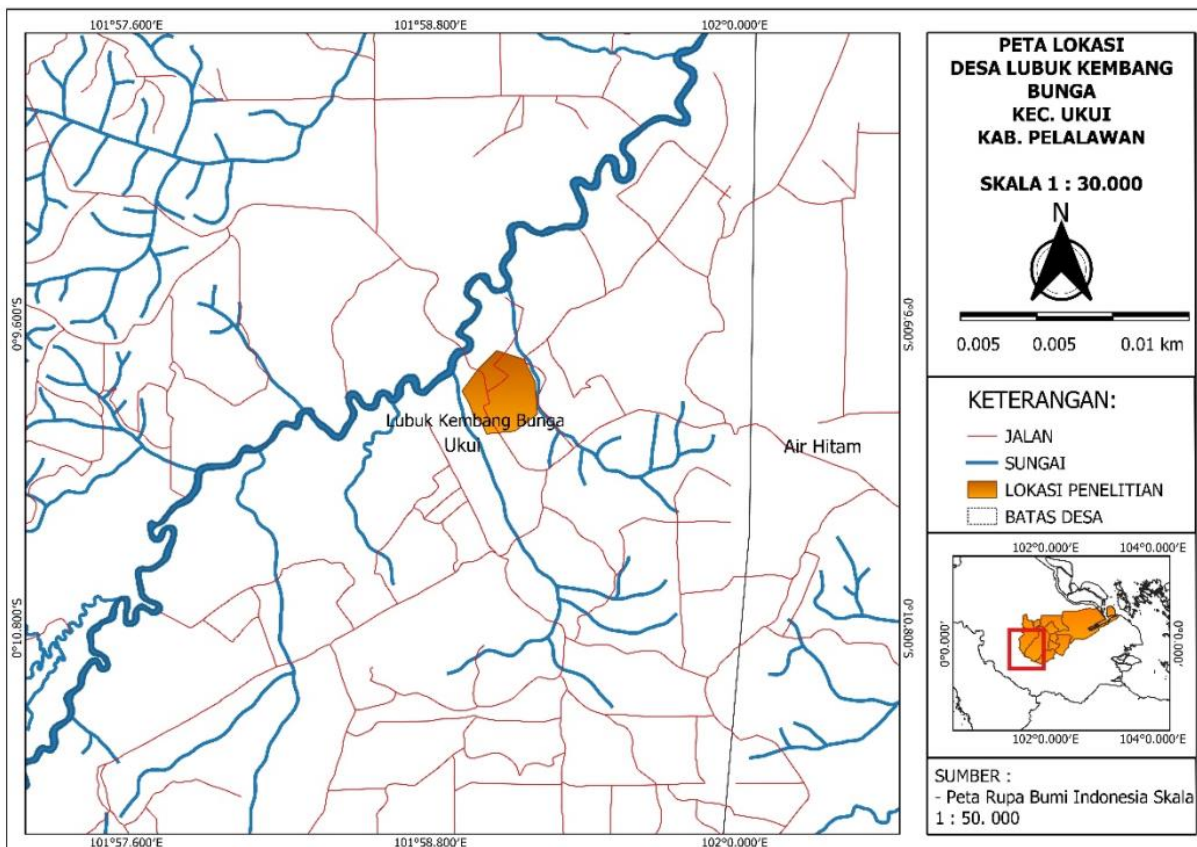 101°57.600'E 101°58.800'E 102°0.000'E
0°9.600'S
0°10.800'S
Lubuk Kembang Bunga
Ukui
Air Hitam
0°9.600'S
0°10.800'S
101°57.600'E 101°58.800'E 102°0.000'E
PETA LOKASI
DESA LUBUK KEMBANG
BUNGA
KEC. UKUI
KAB. PELALAWAN
SKALA 1 : 30.000
N
0.005 0.005 0.01 km
KETERANGAN:
JALAN
SUNGAI
LOKASI PENELITIAN
BATAS DESA
102°0.000'E 104°0.000'E
0°0.000'
0°0.000'
102°0.000'E 104°0.000'E
SUMBER :
- Peta Rupa Bumi Indonesia Skala
1 : 50. 000